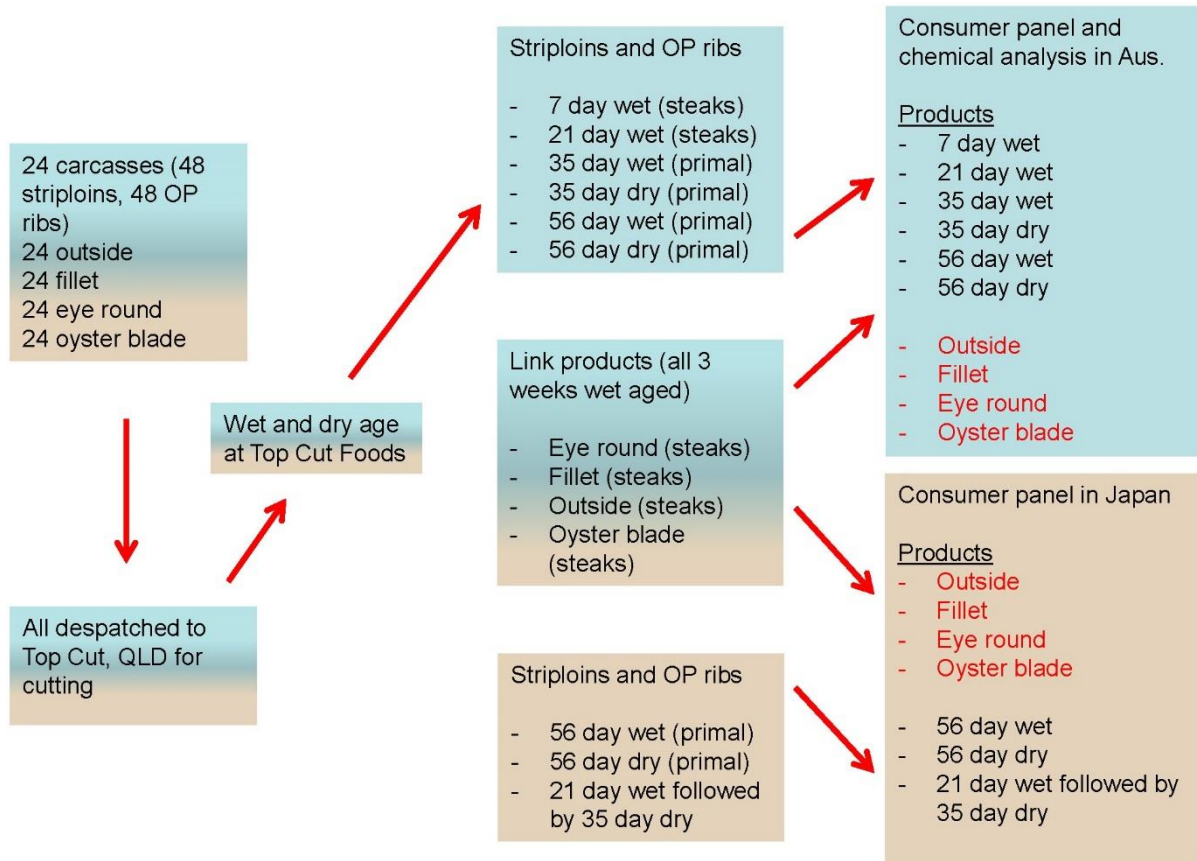 24 carcasses (48
striploins, 48 OP
ribs)
24 outside
24 fillet
24 eye round
24 oyster blade
All despatched to
Top Cut, QLD for
cutting
Wet and dry age
at Top Cut Foods
Striploins and OP ribs
- 7 day wet (steaks)
- 21 day wet (steaks)
- 35 day wet (primal)
- 35 day dry (primal)
- 56 day wet (primal)
- 56 day dry (primal)
Link products (all 3
weeks wet aged)
- Eye round (steaks)
- Fillet (steaks)
- Outside (steaks)
- Oyster blade
(steaks)
Striploins and OP ribs
- 56 day wet (primal)
- 56 day dry (primal)
- 21 day wet followed
by 35 day dry
Consumer panel and
chemical analysis in Aus.
Products
- 7 day wet
- 21 day wet
- 35 day wet
- 35 day dry
- 56 day wet
- 56 day dry
- Outside
- Fillet
- Eye round
- Oyster blade
Consumer panel in Japan
Products
- Outside
- Fillet
- Eye round
- Oyster blade
- 56 day wet
- 56 day dry
- 21 day wet followed by
35 day dry